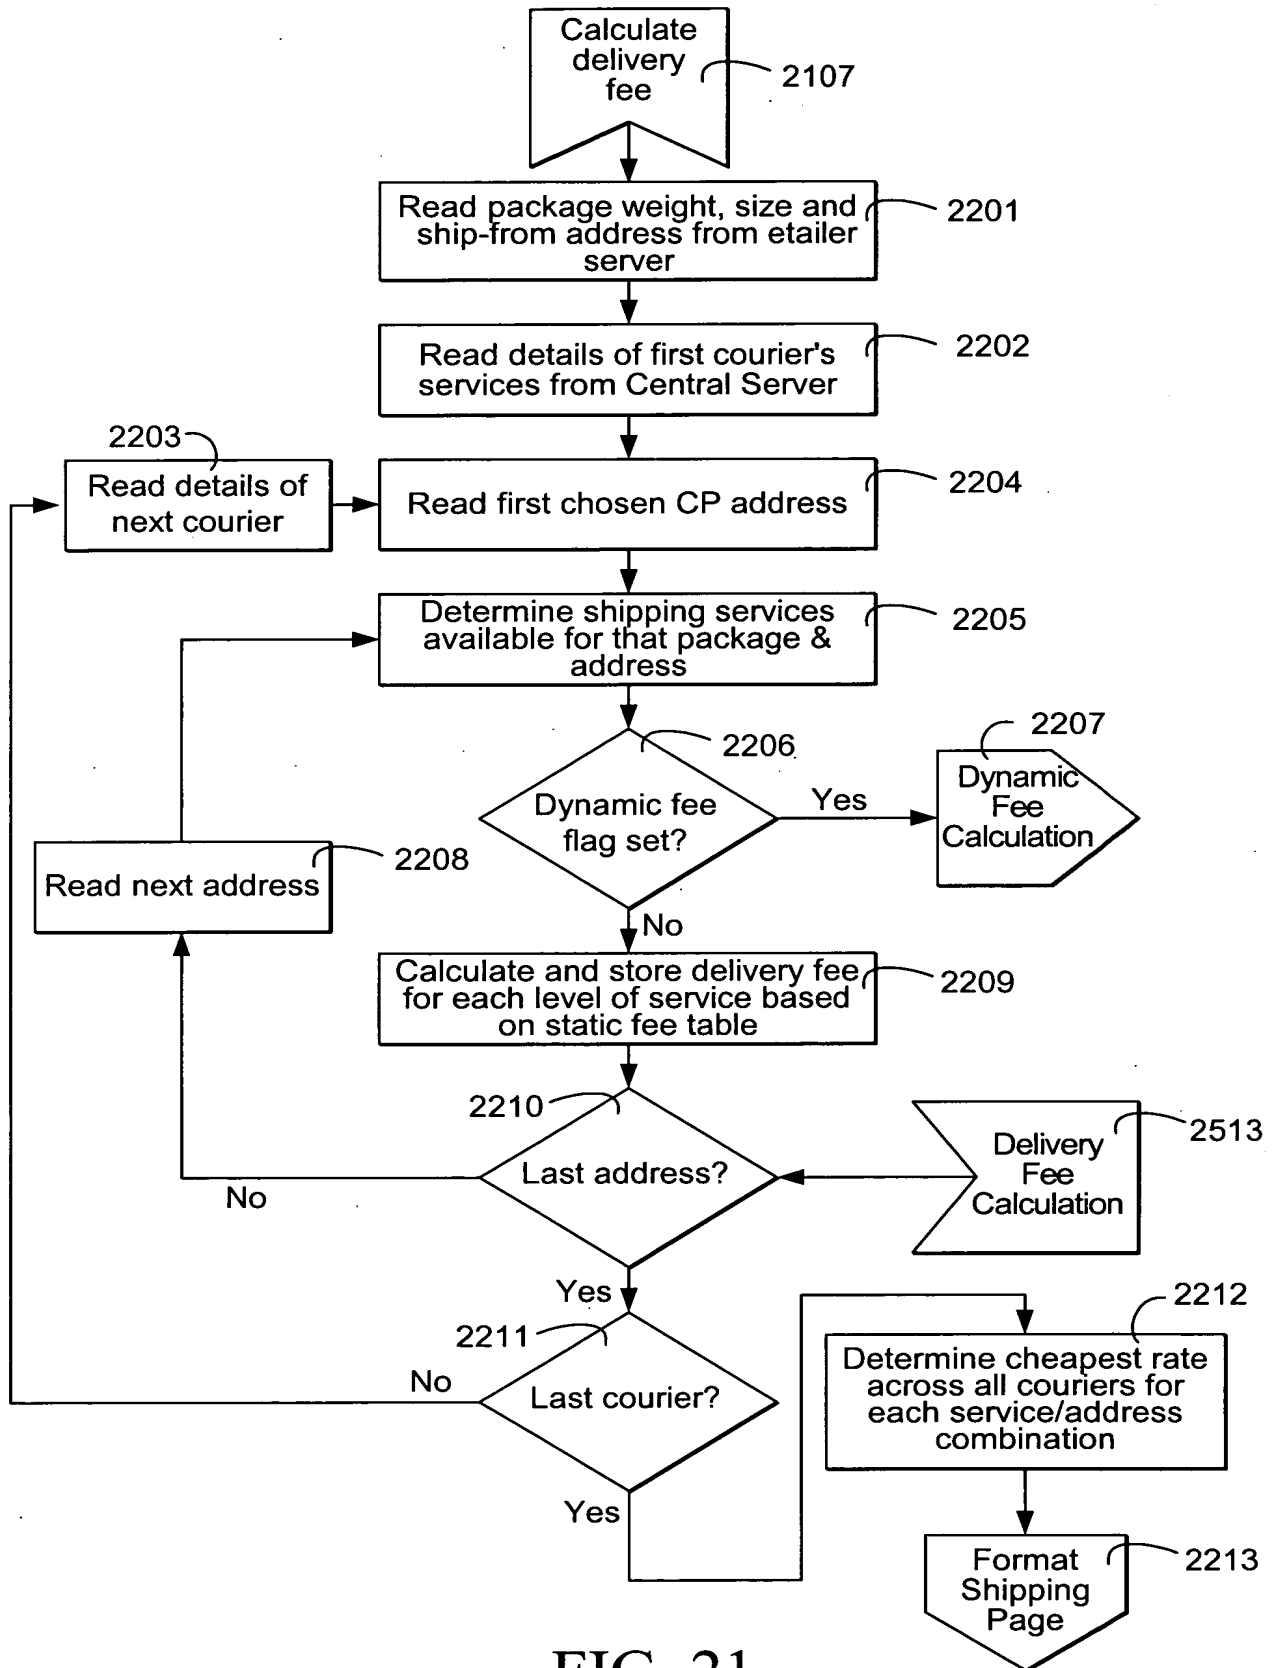 Calculate
delivery
fee
2107
Read package weight, size and
ship-from address from etailer
server
2201
Read details of first courier's
services from Central Server
2202
2203
Read details of
next courier
Read first chosen CP address
2204
Determine shipping services
available for that package &
address
2205
2206
Dynamic fee
flag set?
Yes
2207
Dynamic
Fee
Calculation
2208
Read next address
No
Calculate and store delivery fee
for each level of service based
on static fee table
2209
2210
Last address?
No
2513
Delivery
Fee
Calculation
Yes
2211
Last courier?
No
Yes
2212
Determine cheapest rate
across all couriers for
each service/address
combination
2213
Format
Shipping
Page
FIG. 21